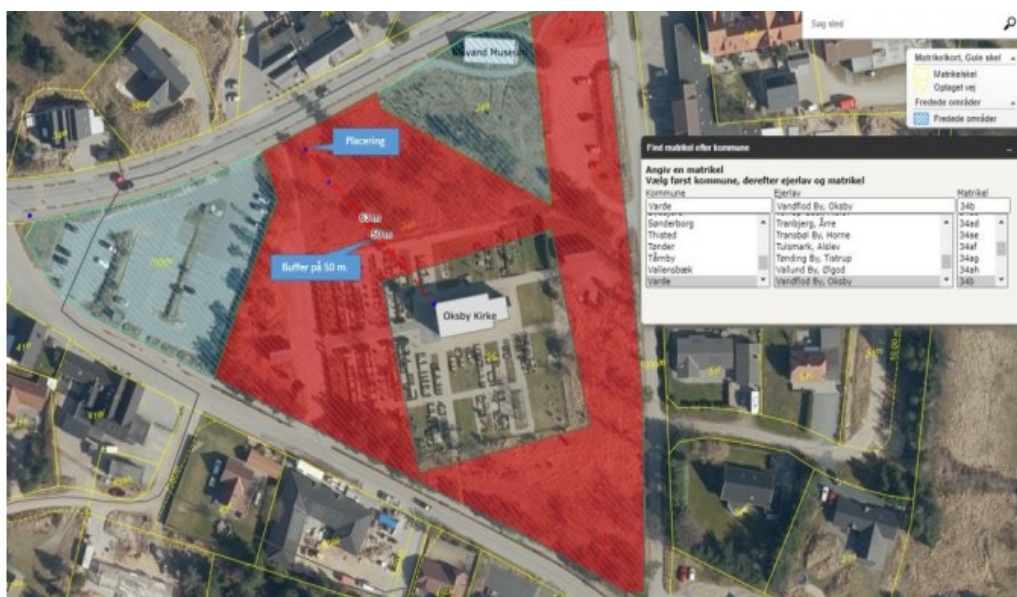 Søg sted
Matrikelkort, Gule skel
Matrikelskel
Optaget vej
Fredede områder
Fredede områder
Museum
Placering
63 m
50 m
Buffer på 50 m.
Oksby Kirke
Find matrikel efter kommune
Angiv en matrikel
Vælg først kommune, derefter ejerlav og matrikel
Kommune Ejerlav Matrikel
Varde Vandflod By, Oksby 34b
Sønderborg Tranbjerg, Årre 34ad
Thisted Transbøl By, Horne 34ae
Tønder Tulsmark, Alslev 34af
Tårnby Tønding By, Tistrup 34ag
Vallensbæk Vallund By, Ølgod 34ah
Varde Vandflod By, Oksby 34b